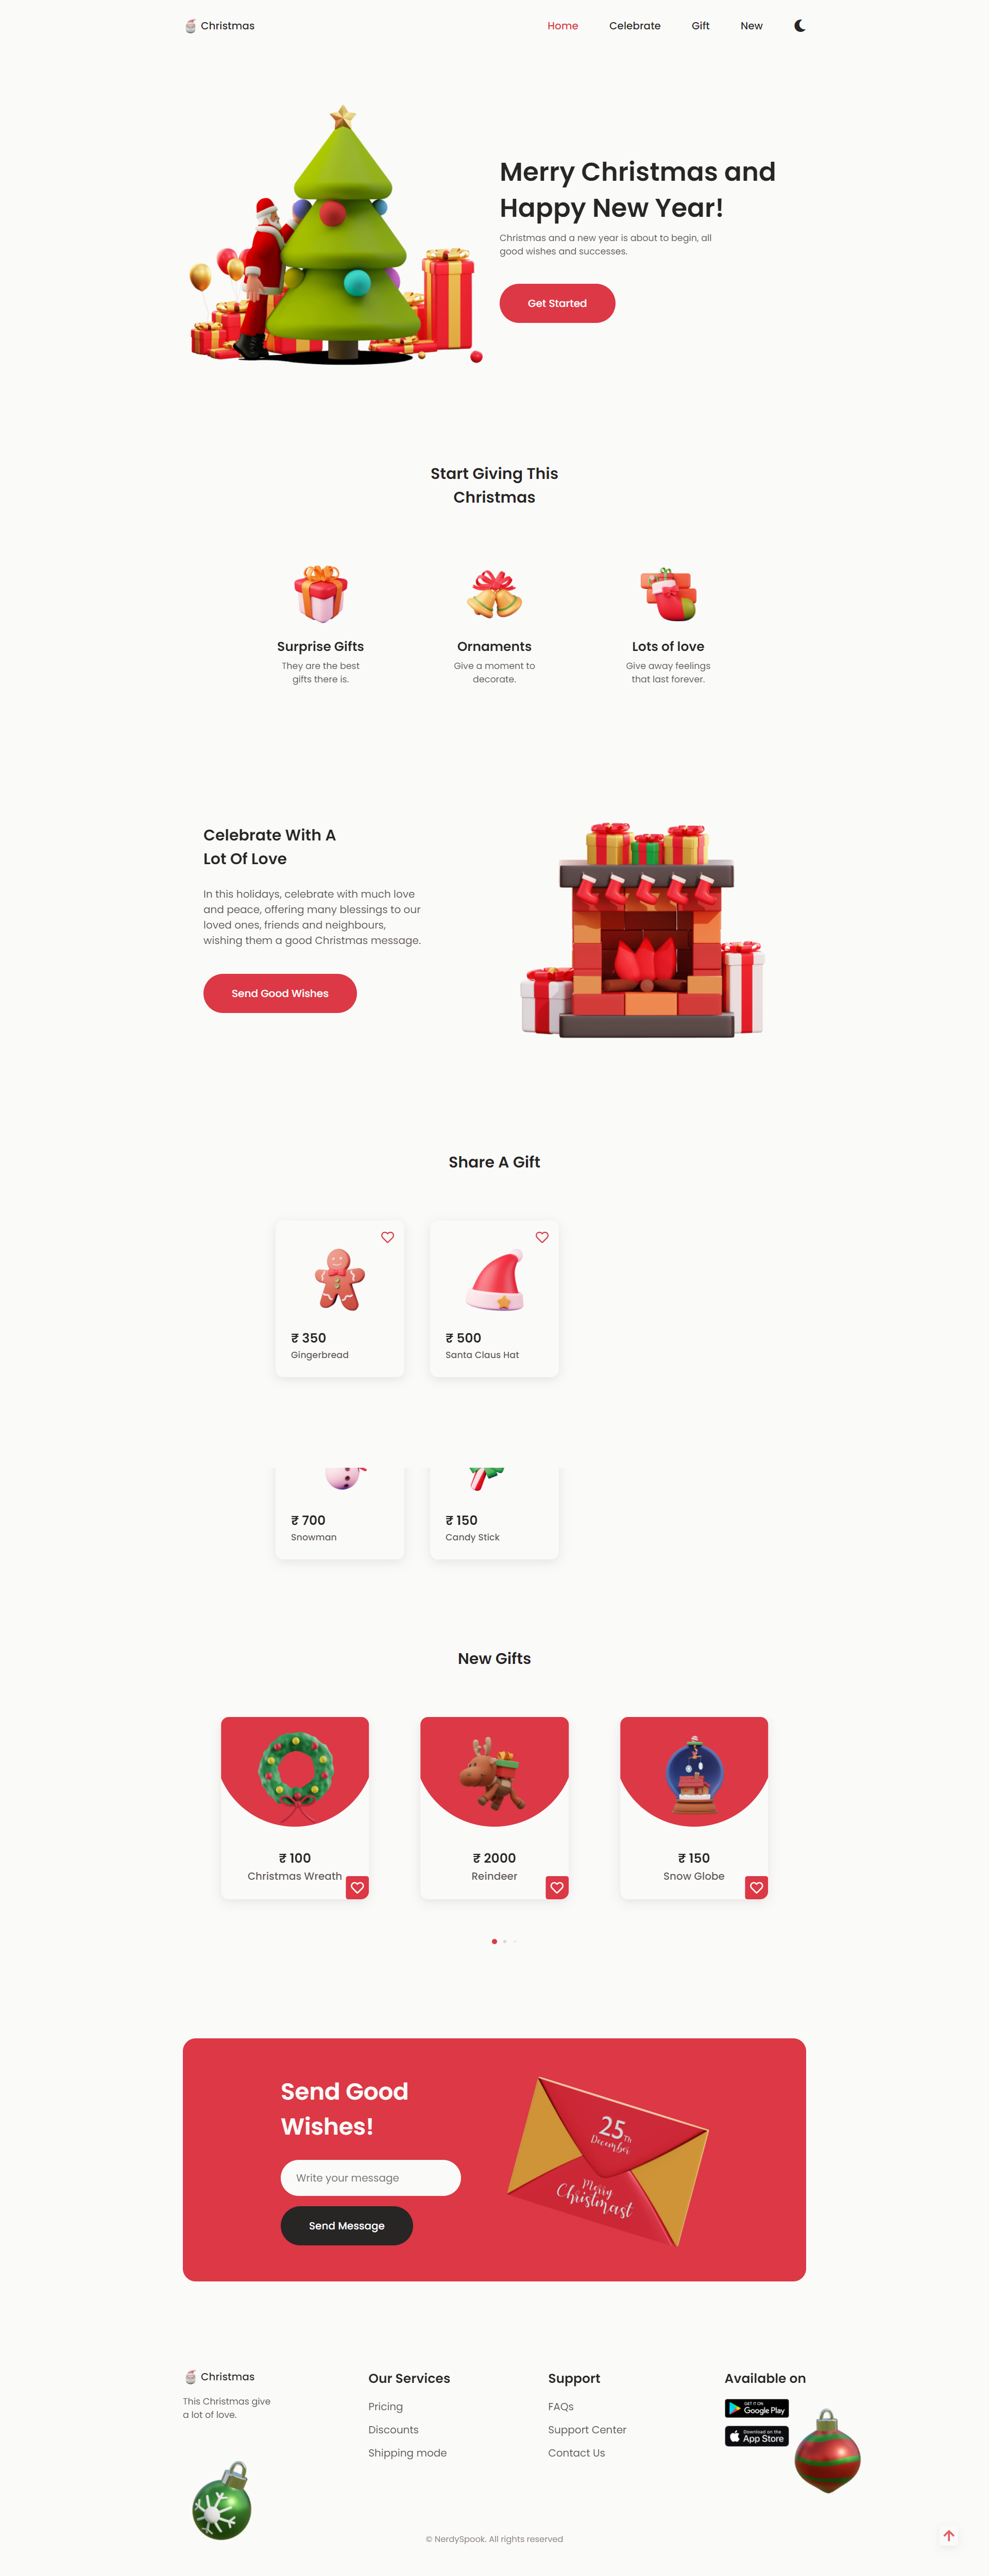 Christmas
Home
Celebrate
Gift
New
Merry Christmas and
Happy New Year!
Christmas and a new year is about to begin, all
good wishes and successes.
Get Started
Start Giving This
Christmas
Surprise Gifts
They are the best
gifts there is.
Ornaments
Give a moment to
decorate.
Lots of love
Give away feelings
that last forever.
Celebrate With A
Lot Of Love
In this holidays, celebrate with much love
and peace, offering many blessings to our
loved ones, friends and neighbours,
wishing them a good Christmas message.
Send Good Wishes
Share A Gift
₹ 350
Gingerbread
₹ 500
Santa Claus Hat
₹ 700
Snowman
₹ 150
Candy Stick
New Gifts
₹ 100
Christmas Wreath
₹ 2000
Reindeer
₹ 150
Snow Globe
Send Good
Wishes!
Write your message
Send Message
25Th
December
Merry
Christmast
Christmas
This Christmas give
a lot of love.
Our Services
Pricing
Discounts
Shipping mode
Support
FAQs
Support Center
Contact Us
Available on
GET IT ON
Google Play
Download on the
App Store
© NerdySpook. All rights reserved